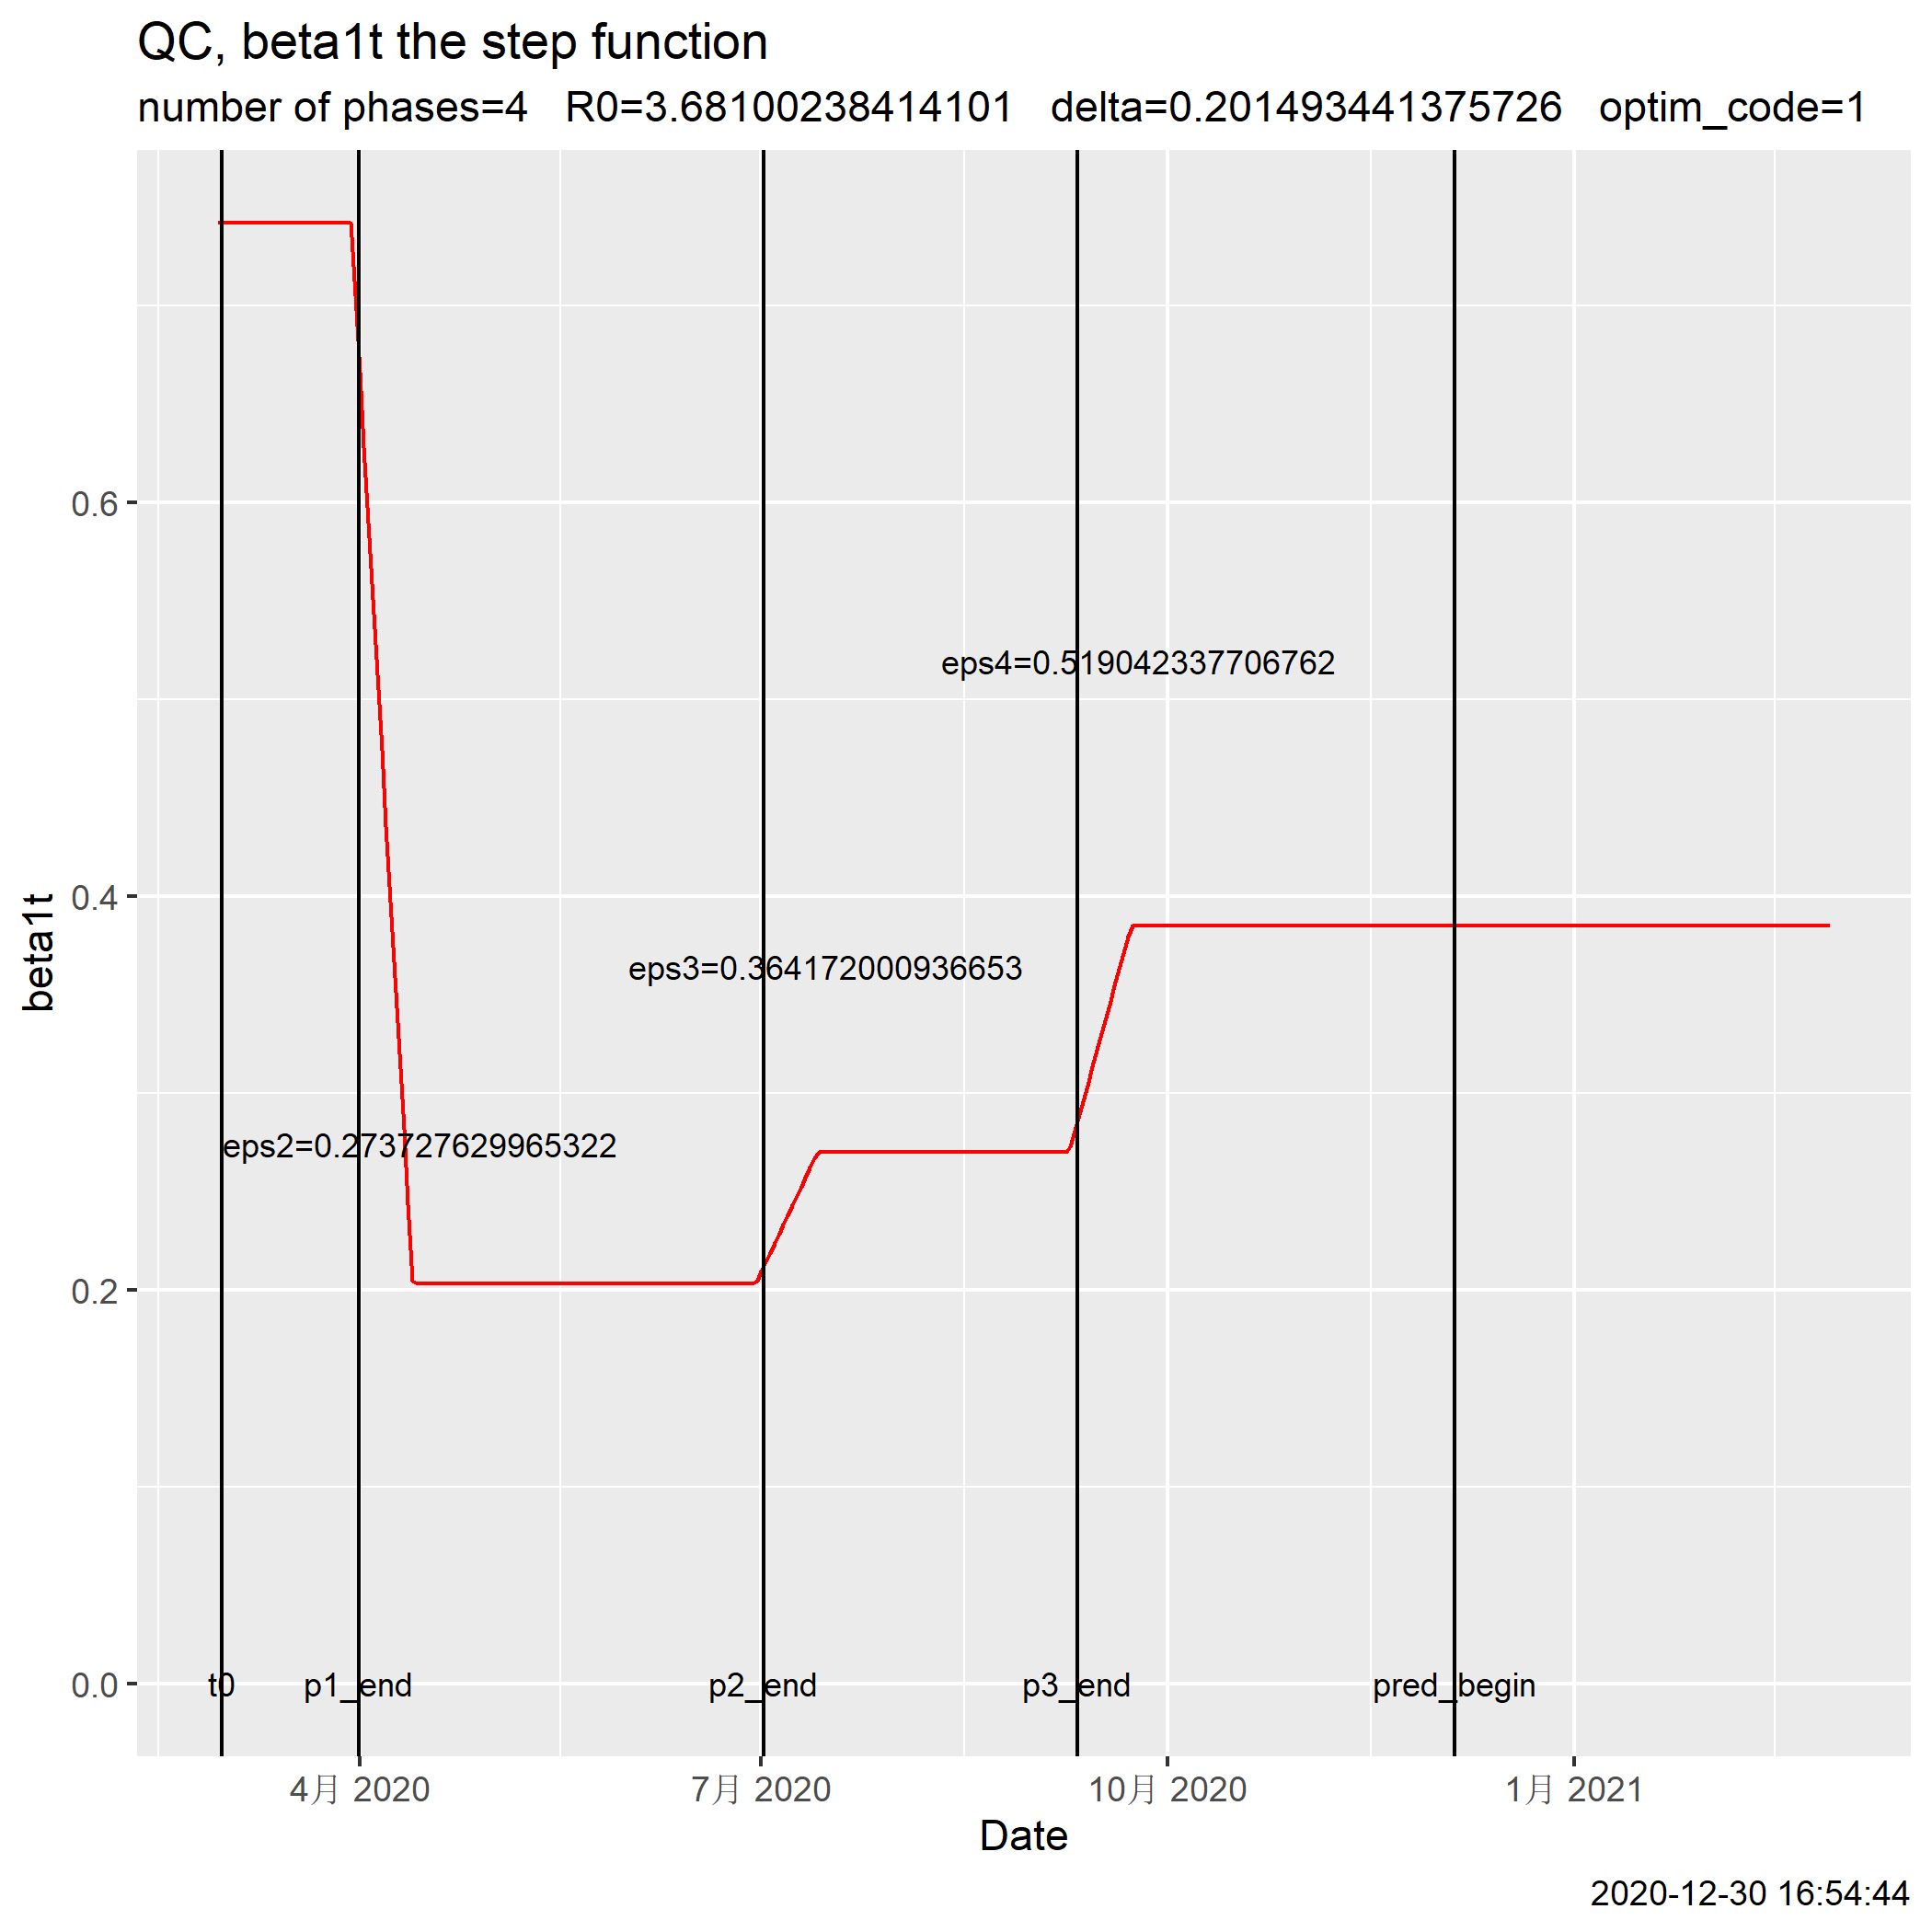 QC, beta1t the step function
number of phases=4 R0=3.68100238414101 delta=0.201493441375726 optim_code=1
beta1t
0.6
eps4=0.519042337706762
0.4
eps3=0.364172000936653
eps2=0.273727629965322
0.2
0.0
t0 p1_end p2_end p3_end pred_begin
4月 2020 7月 2020 10月 2020 1月 2021
Date
2020-12-30 16:54:44